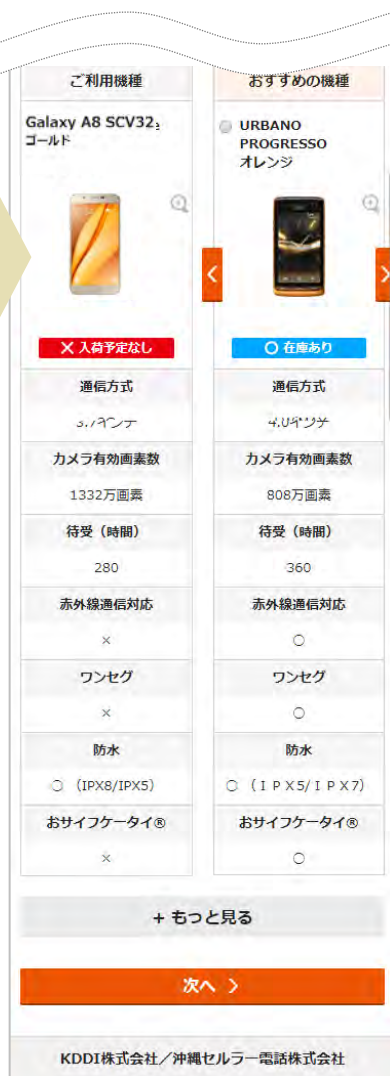 ご利用機種
おすすめの機種
Galaxy A8 SCV32
ゴールド
URBANO
PROGRESSO
オレンジ
× 入荷予定なし
○ 在庫あり
通信方式
通信方式
カメラ有効画素数
カメラ有効画素数
1332万画素
808万画素
待受（時間）
待受（時間）
280
360
赤外線通信対応
赤外線通信対応
×
○
ワンセグ
ワンセグ
×
○
防水
防水
○ （IPX8/IPX5）
○ （ＩＰX5/ＩＰX7）
おサイフケータイ®
おサイフケータイ®
×
○
+ もっと見る
次へ 〉
KDDI株式会社／沖縄セルラー電話株式会社